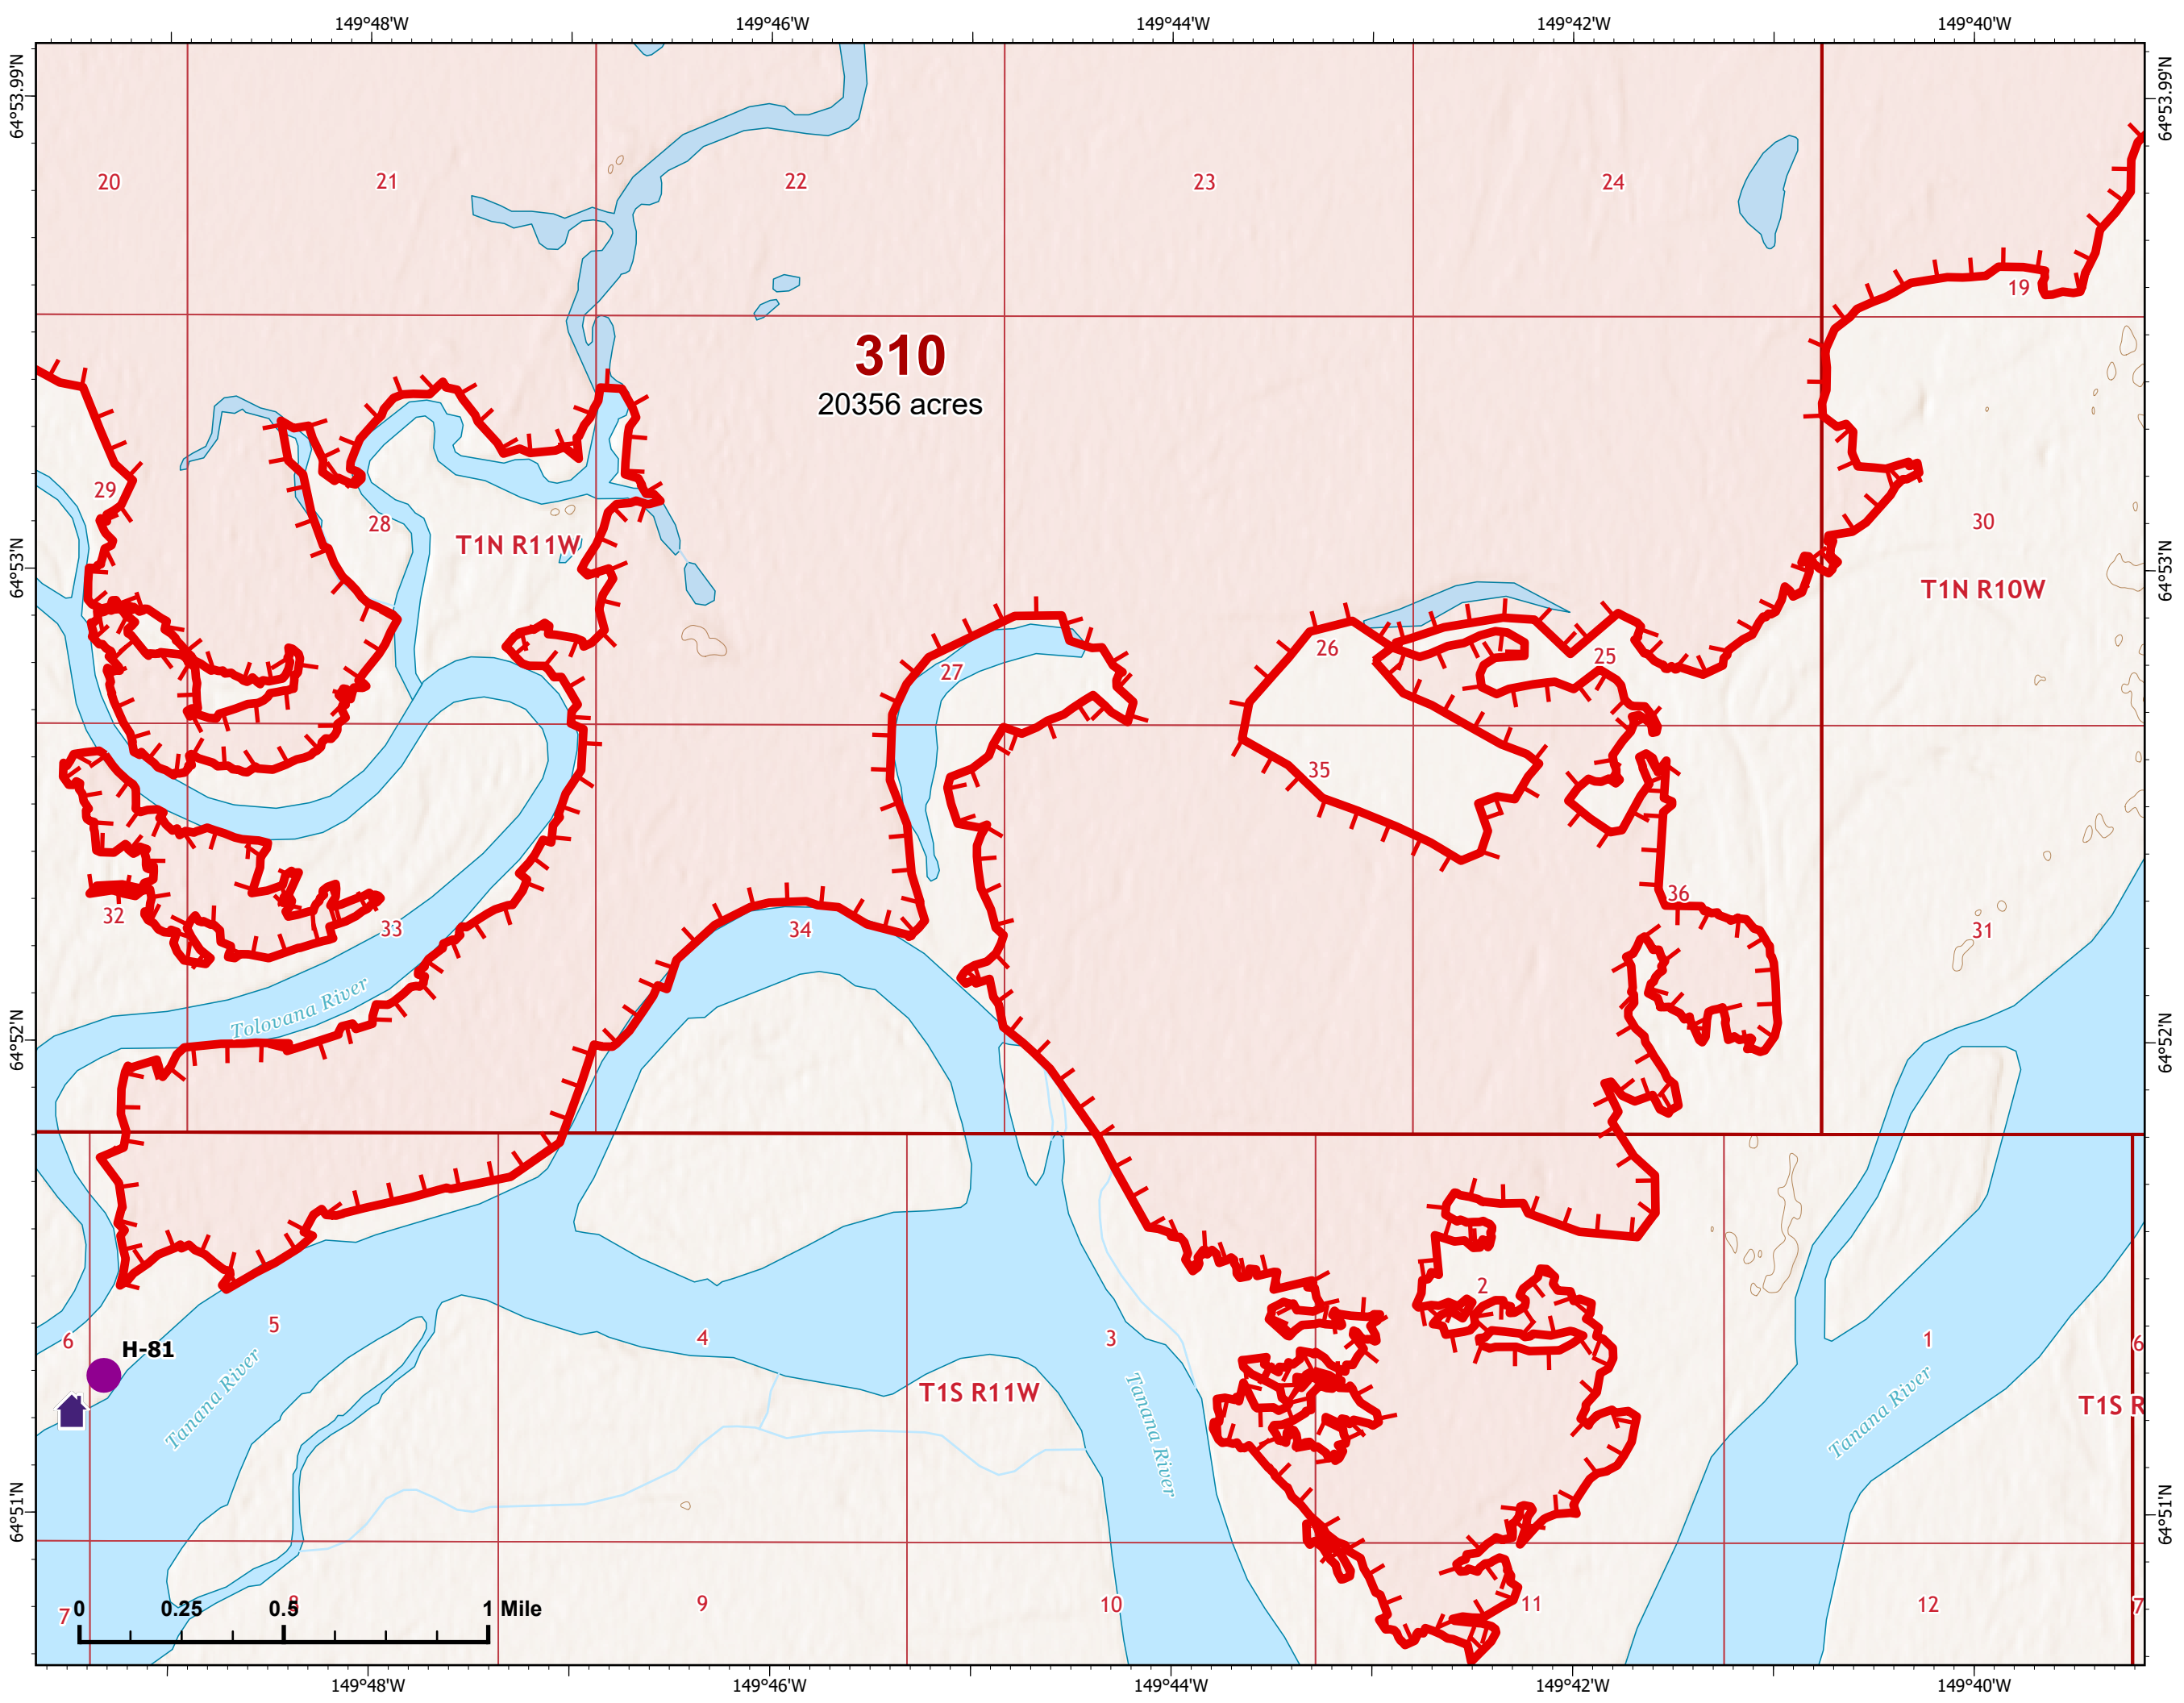 149°48'W 149°46'W 149°44'W 149°42'W 149°40'W
64°53.99'N 64°53.99'N
20 21 22 23 24
19
310
20356 acres
29 28 30
T1N R11W
64°53'N 64°53'N
T1N R10W
27 26 25
35
32 33 34 36 31
Tolovana River
64°52'N 64°52'N
2
6 5 4 3 1 6
H-81
Tanana River
T1S R11W
Tanana River
Tanana River
T1S R
64°51'N 64°51'N
7 8 9 10 11 12 7
0 0.25 0.5 1 Mile
149°48'W 149°46'W 149°44'W 149°42'W 149°40'W